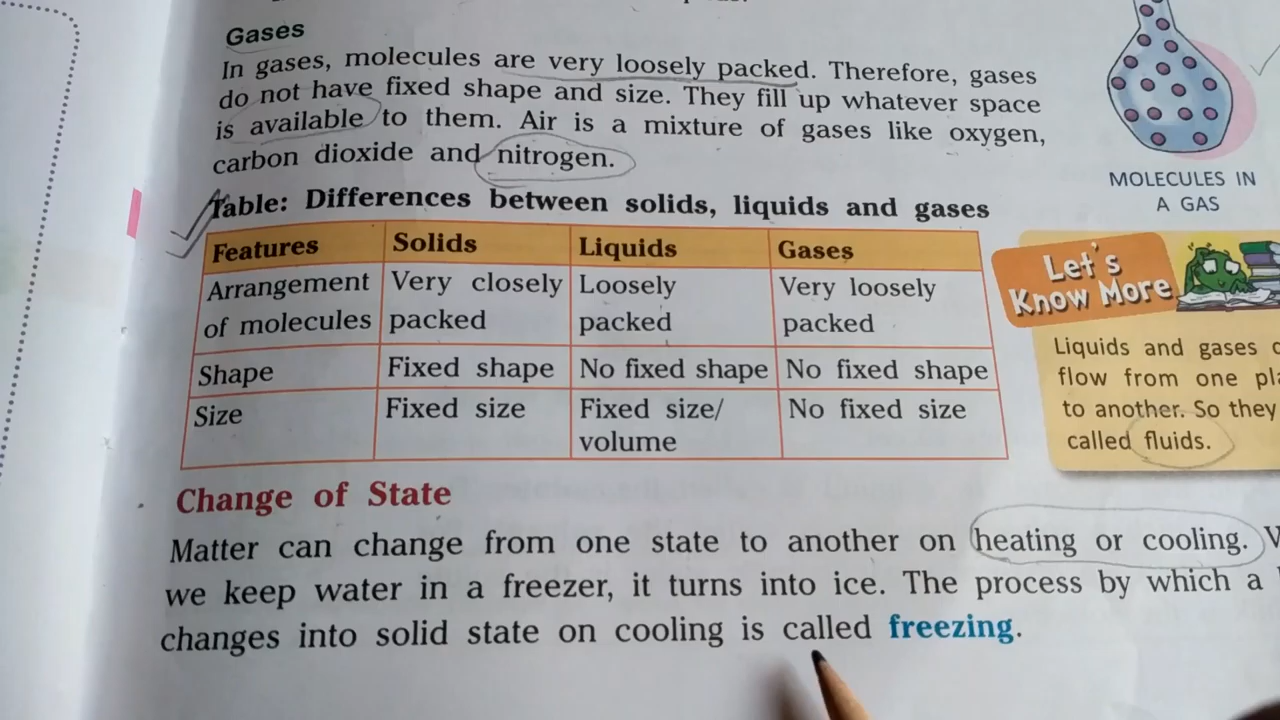 Gases
In gases, molecules are very loosely packed. Therefore, gases
do not have fixed shape and size. They fill up whatever space
is available to them. Air is a mixture of gases like oxygen,
carbon dioxide and nitrogen.
MOLECULES IN
A GAS
Table: Differences between solids, liquids and gases
Features Solids Liquids Gases
Arrangement Very closely Loosely Very loosely
of molecules packed packed packed
Shape Fixed shape No fixed shape No fixed shape
Size Fixed size Fixed size/ No fixed size
volume
Let's
Know More
Liquids and gases
flow from one
to another. So they
called fluids.
Change of State
Matter can change from one state to another on heating or cooling.
we keep water in a freezer, it turns into ice. The process by which a
changes into solid state on cooling is called freezing.